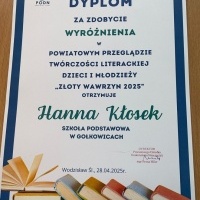 PODN
DYPLOM
ZA ZDOBYCIE
WYRÓŻNIENIA
W
POWIATOWYM PRZEGLĄDZIE
TWÓRCZOŚCI LITERACKIEJ
DZIECI I MŁODZIEŻY
„ZŁOTY WAWRZYN 2025"
OTRZYMUJE
Hanna Kłosek
SZKOŁA PODSTAWOWA
W GOŁKOWICACH
Wodzisław Śl., 28.04.2025r.